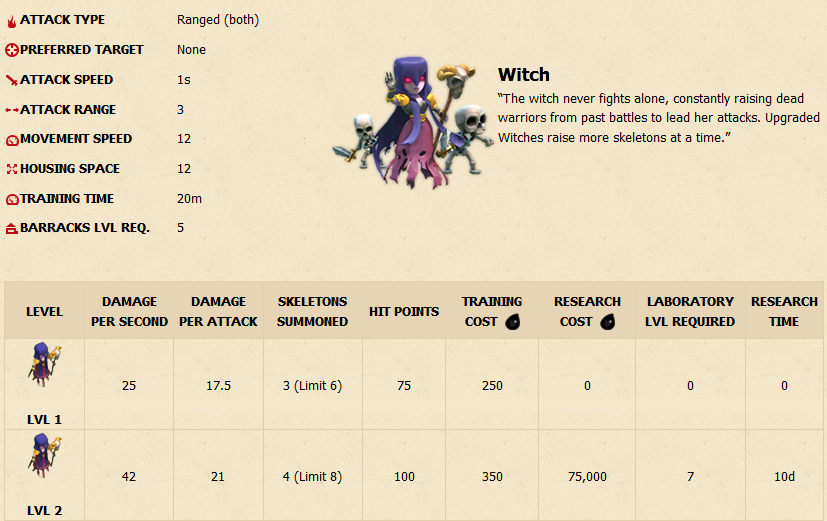 ATTACK TYPE Ranged (both)
PREFERRED TARGET None
ATTACK SPEED 1s
ATTACK RANGE 3
MOVEMENT SPEED 12
HOUSING SPACE 12
TRAINING TIME 20m
BARRACKS LVL REQ. 5
Witch
“The witch never fights alone, constantly raising dead
warriors from past battles to lead her attacks. Upgraded
Witches raise more skeletons at a time.”
LEVEL DAMAGE PER SECOND DAMAGE PER ATTACK SKELETONS SUMMONED HIT POINTS TRAINING COST RESEARCH COST LABORATORY LVL REQUIRED RESEARCH TIME
LVL 1 25 17.5 3 (Limit 6) 75 250 0 0 0
LVL 2 42 21 4 (Limit 8) 100 350 75,000 7 10d